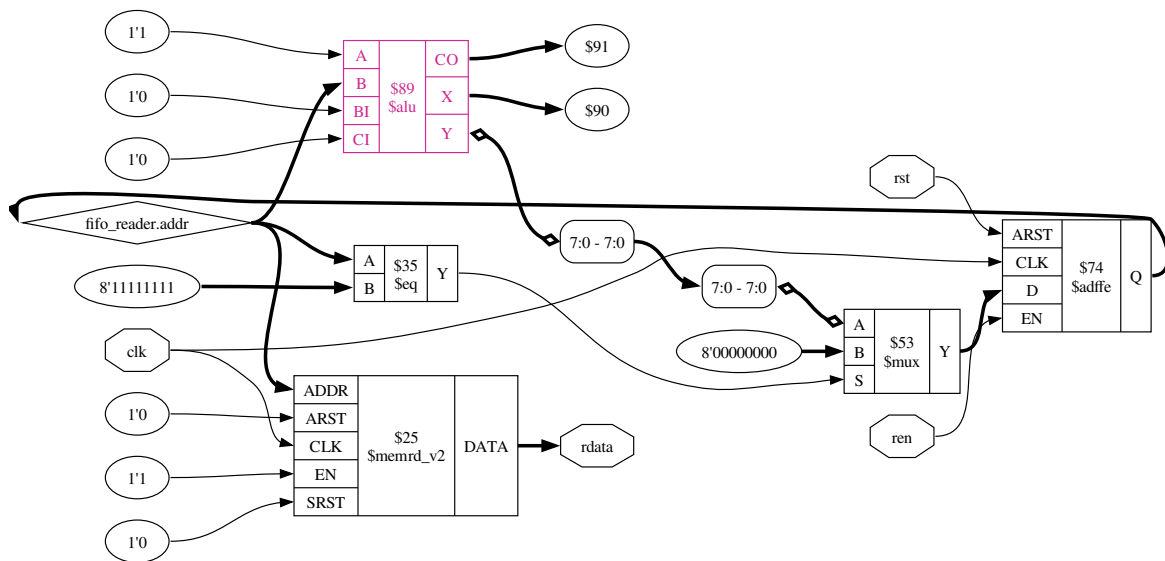 1'1
1'0
1'0
A
B
BI
CI
$89
$alu
CO
X
Y
$91
$90
fifo_reader.addr
8'11111111
A
B
$35
$eq
Y
7:0 - 7:0
7:0 - 7:0
8'00000000
A
B
S
$53
$mux
Y
rst
ren
ARST
CLK
D
EN
$74
$adffe
Q
clk
1'0
1'1
1'0
ADDR
ARST
CLK
EN
SRST
$25
$memrd_v2
DATA
rdata